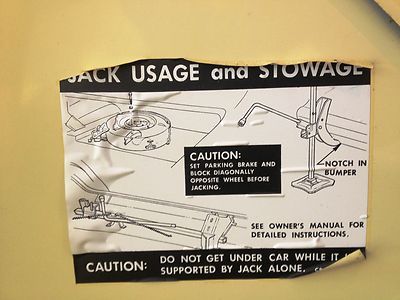 JACK USAGE and STOWAGE
CAUTION:
SET PARKING BRAKE AND
BLOCK DIAGONALLY
OPPOSITE WHEEL BEFORE
JACKING.
NOTCH IN
BUMPER
SEE OWNER'S MANUAL FOR
DETAILED INSTRUCTIONS.
CAUTION: DO NOT GET UNDER CAR WHILE IT
SUPPORTED BY JACK ALONE.